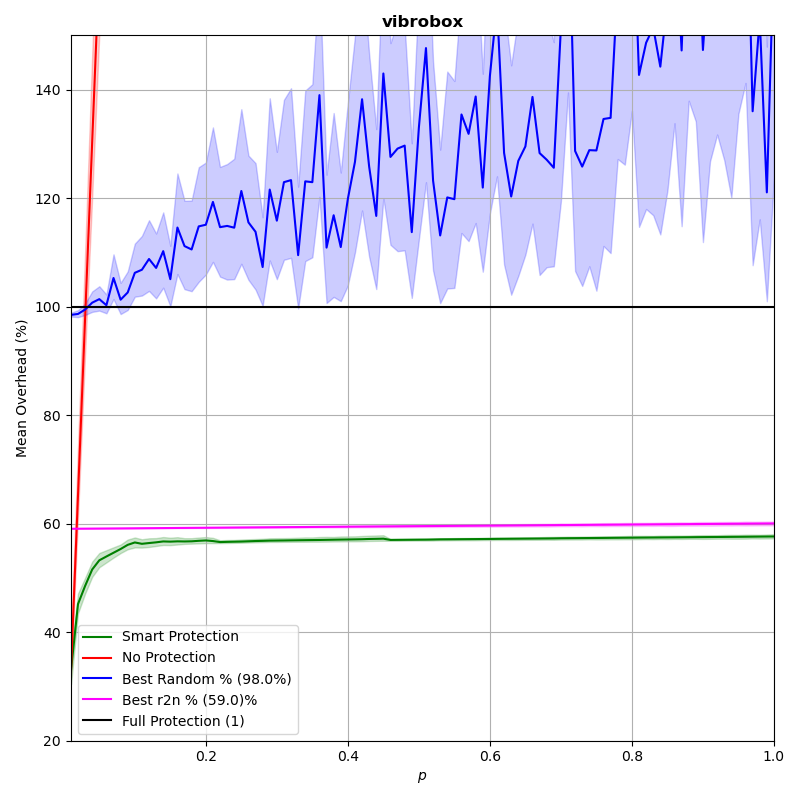 vibrobox
Mean Overhead (%)
140
120
100
80
60
40
20
Smart Protection
No Protection
Best Random % (98.0%)
Best r2n % (59.0)%
Full Protection (1)
0.2
0.4
0.6
0.8
1.0
p